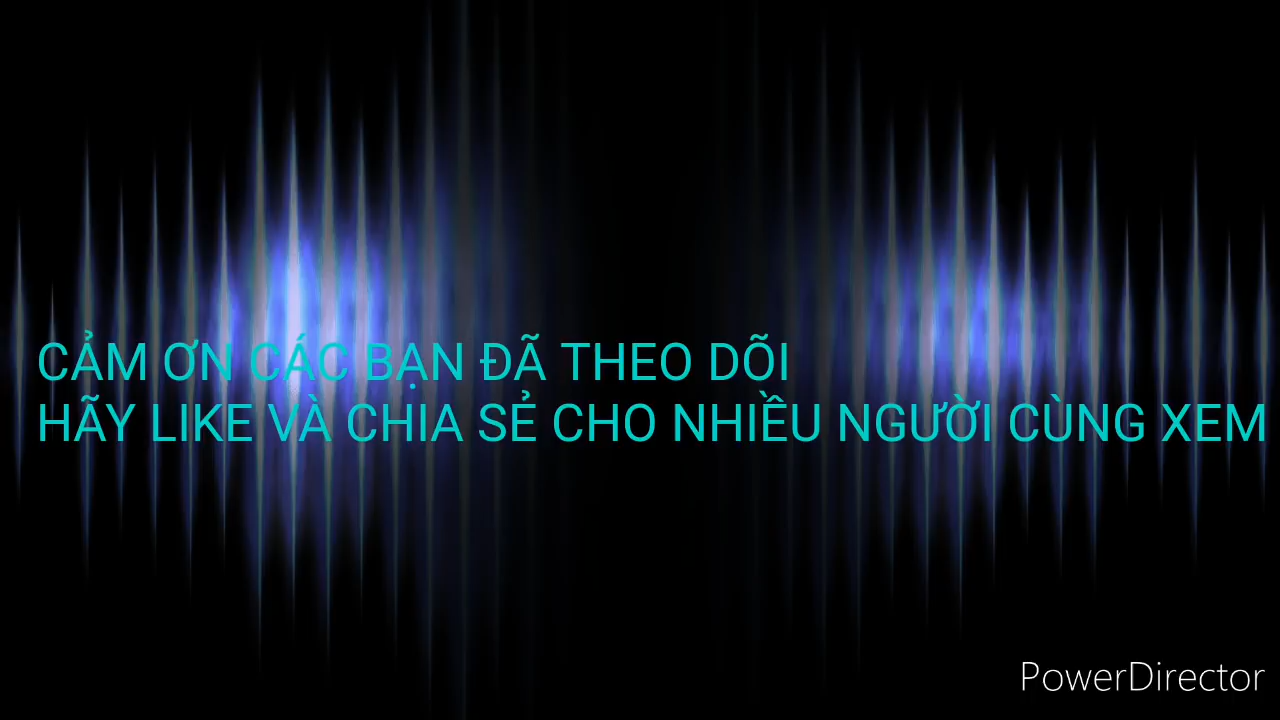 CẢM ƠN CÁC BẠN ĐÃ THEO DÕI
HÃY LIKE VÀ CHIA SẺ CHO NHIỀU NGƯỜI CÙNG XEM
PowerDirector